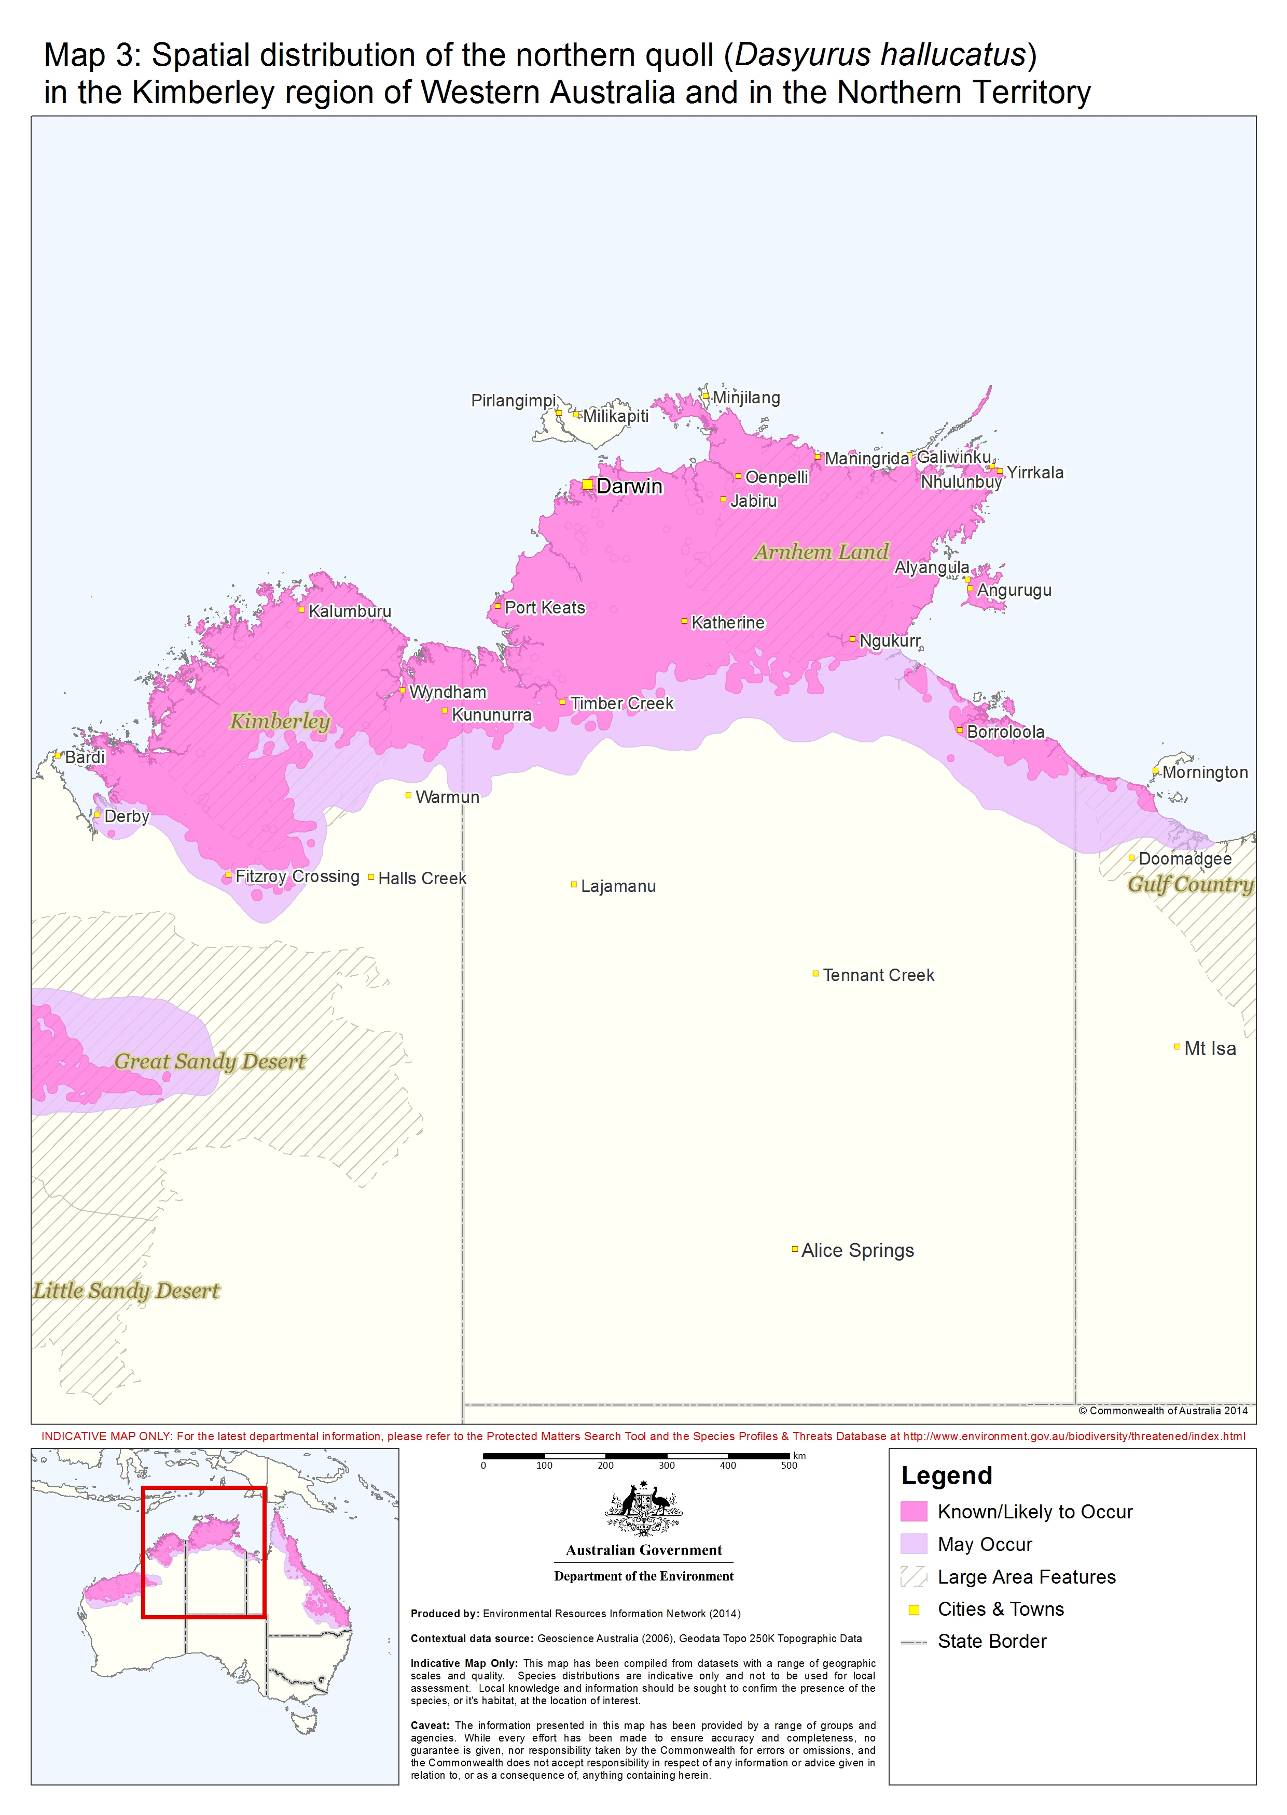 Map 3: Spatial distribution of the northern quoll (Dasyurus hallucatus)
in the Kimberley region of Western Australia and in the Northern Territory
Pirlangimpi
Milikapiti
Minjilang
Maningrida
Galiwinku
Nhulunbuy
Yirrkala
Oenpelli
Darwin
Jabiru
Arnhem Land
Alyangula
Angurugu
Kalumburu
Port Keats
Katherine
Ngukurr
Wyndham
Timber Creek
Kununurra
Kimberley
Borroloola
Bardi
Mornington
Warmun
Derby
Doomadgee
Fitzroy Crossing
Halls Creek
Lajamanu
Gulf Country
Tennant Creek
Mt Isa
Great Sandy Desert
Alice Springs
Little Sandy Desert
© Commonwealth of Australia 2014
INDICATIVE MAP ONLY: For the latest departmental information, please refer to the Protected Matters Search Tool and the Species Profiles & Threats Database at http://www.environment.gov.au/biodiversity/threatened/index.html
km
0 100 200 300 400 500
Australian Government
Department of the Environment
Produced by: Environmental Resources Information Network (2014)
Contextual data source: Geoscience Australia (2006), Geodata Topo 250K Topographic Data
Indicative Map Only: This map has been compiled from datasets with a range of geographic
scales and quality. Species distributions are indicative only and not to be used for local
assessment. Local knowledge and information should be sought to confirm the presence of the
species, or it's habitat, at the location of interest.
Caveat: The information presented in this map has been provided by a range of groups and
agencies. While every effort has been made to ensure accuracy and completeness, no
guarantee is given, nor responsibility taken by the Commonwealth for errors or omissions, and
the Commonwealth does not accept responsibility in respect of any information or advice given in
relation to, or as a consequence of, anything containing herein.
Legend
Known/Likely to Occur
May Occur
Large Area Features
Cities & Towns
State Border